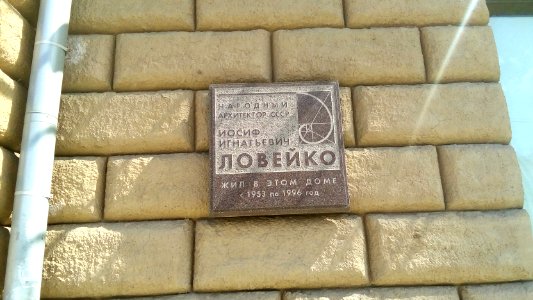 НАРОДНЫЙ
АРХИТЕКТОР СССР
ИОСИФ
ИГНАТЬЕВИЧ
ЛОВЕЙКО
ЖИЛ В ЭТОМ ДОМЕ
с 1953 по 1996 год